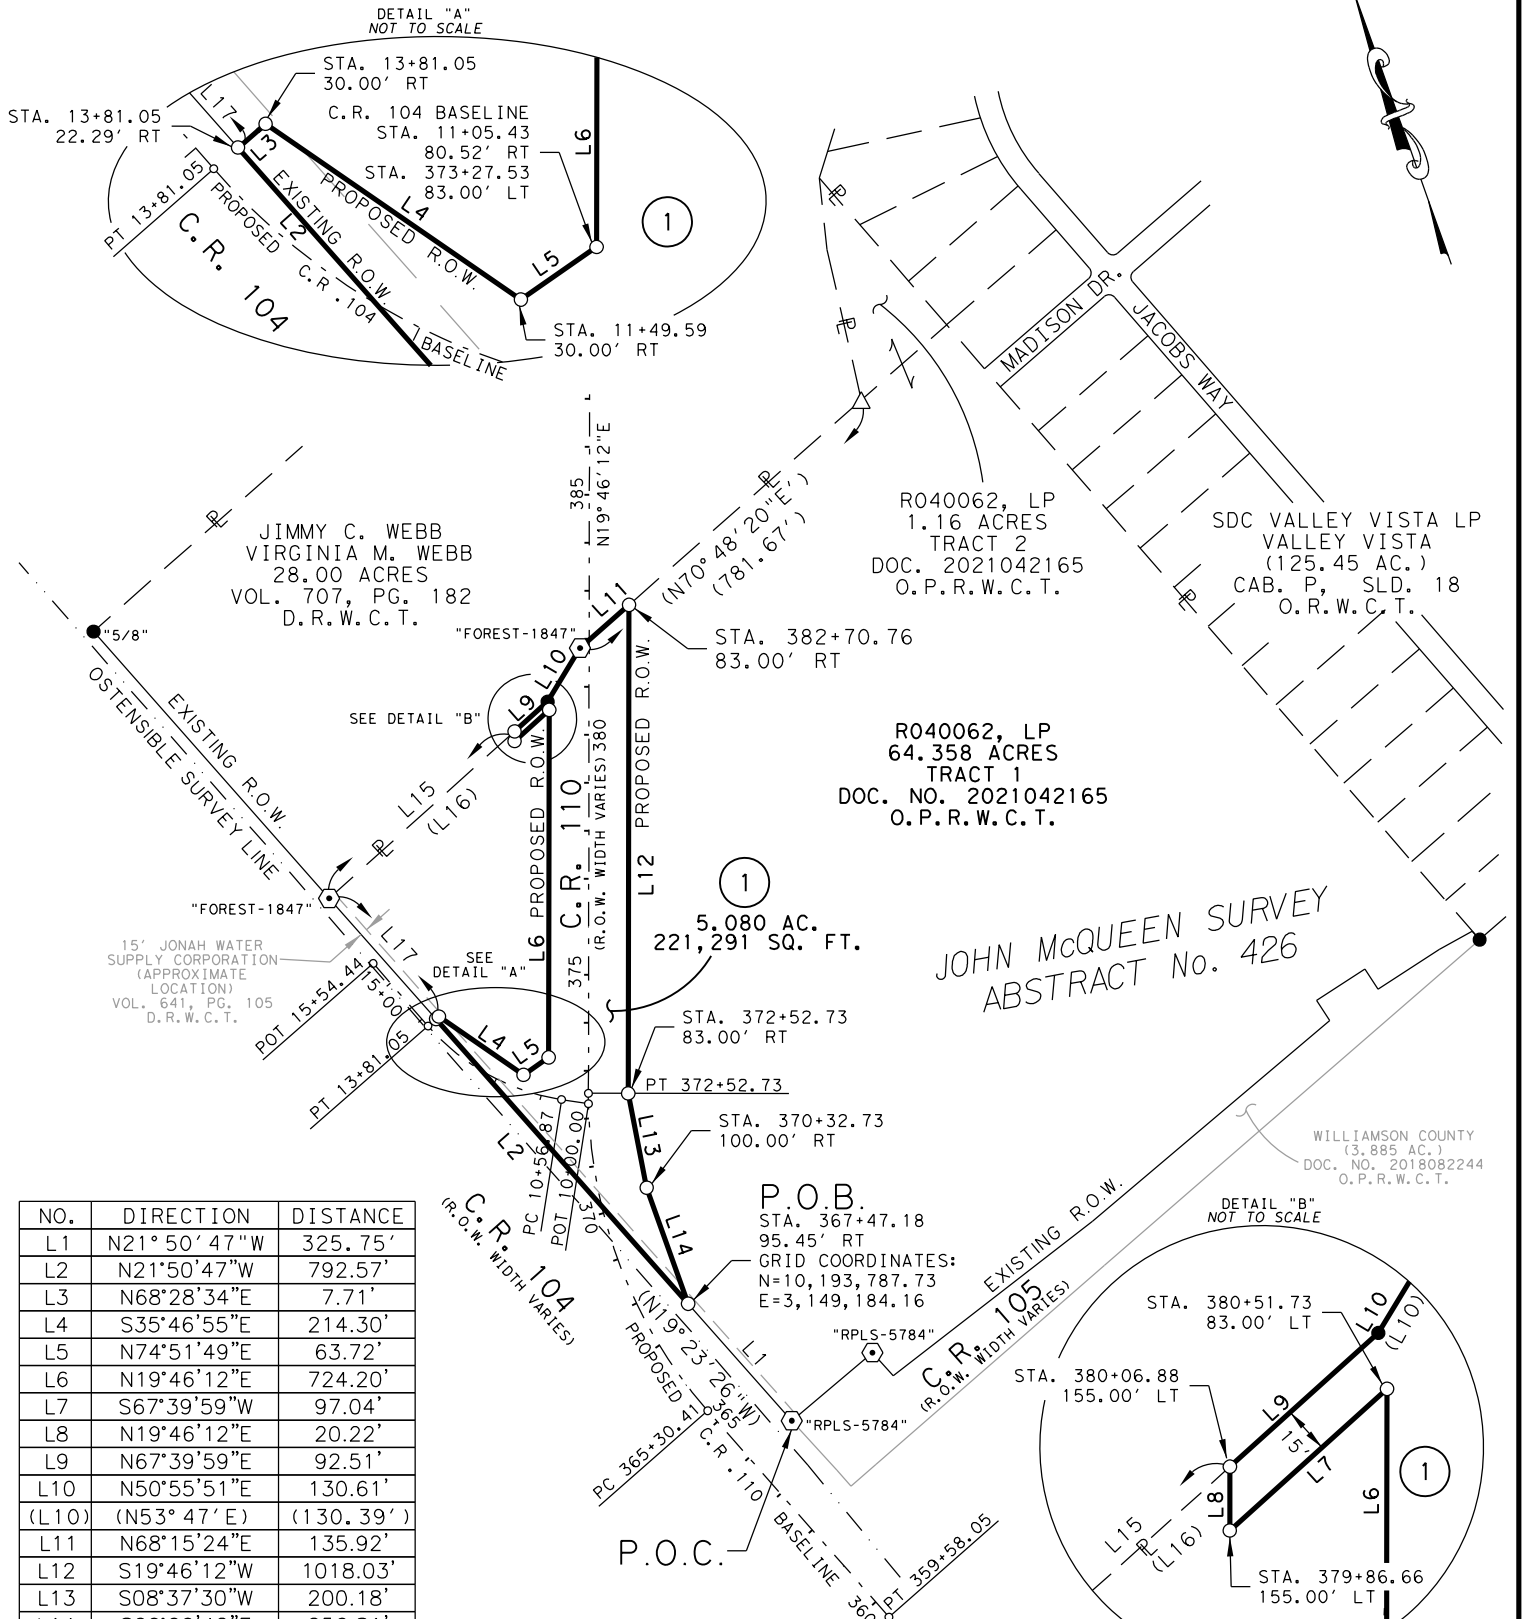 DETAIL "A"
NOT TO SCALE
STA. 13+81.05
30.00' RT
STA. 13+81.05
22.29' RT
C.R. 104 BASELINE
STA. 11+05.43
80.52' RT
STA. 373+27.53
83.00' LT
L17
L3
L6
EXISTING R.O.W.
L2
PROPOSED R.O.W.
L4
L5
1
PT 13+81.05
PROPOSED C.R.104 BASELINE
C.R. 104
STA. 11+49.59
30.00' RT
MADISON DR.
JACOBS WAY
N19°46'12"E
385
JIMMY C. WEBB
VIRGINIA M. WEBB
28.00 ACRES
VOL. 707, PG. 182
D.R.W.C.T.
(N70°48'20"E')
(781.67')
R040062, LP
1.16 ACRES
TRACT 2
DOC. 2021042165
O.P.R.W.C.T.
SDC VALLEY VISTA LP
VALLEY VISTA
(125.45 AC.)
CAB. P, SLD. 18
O.R.W.C.T.
"5/8"
"FOREST-1847"
L11
STA. 382+70.76
83.00' RT
EXISTING R.O.W.
OSTENSIBLE SURVEY LINE
L10
L9
SEE DETAIL "B"
L15
(L16)
L6 PROPOSED R.O.W.
C.R. 110
(R.O.W. WIDTH VARIES)
380
L12 PROPOSED R.O.W.
R040062, LP
64.358 ACRES
TRACT 1
DOC. NO. 2021042165
O.P.R.W.C.T.
1
5.080 AC.
221,291 SQ. FT.
JOHN McQUEEN SURVEY
ABSTRACT No. 426
"FOREST-1847"
15' JONAH WATER
SUPPLY CORPORATION
(APPROXIMATE
LOCATION)
VOL. 641, PG. 105
D.R.W.C.T.
L17
SEE
DETAIL "A"
375
POT 15+54.44
15+00
PT 13+81.05
L4
L5
STA. 372+52.73
83.00' RT
PT 372+52.73
L13
STA. 370+32.73
100.00' RT
L2
PC 10+56.87
POT 10+00.00
370
L14
P.O.B.
STA. 367+47.18
95.45' RT
GRID COORDINATES:
N=10,193,787.73
E=3,149,184.16
WILLIAMSON COUNTY
(3.885 AC.)
DOC. NO. 2018082244
O.P.R.W.C.T.
C.R. 104
(R.O.W. WIDTH VARIES)
EXISTING R.O.W.
C.R. 105
(R.O.W. WIDTH VARIES)
L1
(N19°23'26"W)
"RPLS-5784"
"RPLS-5784"
PROPOSED C.R.110 BASELINE
365
PC 365+30.41
P.O.C.
PT 359+58.05
360
NO. DIRECTION DISTANCE
L1 N21°50'47"W 325.75'
L2 N21°50'47"W 792.57'
L3 N68°28'34"E 7.71'
L4 S35°46'55"E 214.30'
L5 N74°51'49"E 63.72'
L6 N19°46'12"E 724.20'
L7 S67°39'59"W 97.04'
L8 N19°46'12"E 20.22'
L9 N67°39'59"E 92.51'
L10 N50°55'51"E 130.61'
(L10) (N53°47'E) (130.39')
L11 N68°15'24"E 135.92'
L12 S19°46'12"W 1018.03'
L13 S08°37'30"W 200.18'
DETAIL "B"
NOT TO SCALE
STA. 380+51.73
83.00' LT
L10
(L10)
STA. 380+06.88
155.00' LT
L9
15'
L7
L8
L6
1
L15
(L16)
STA. 379+86.66
155.00' LT